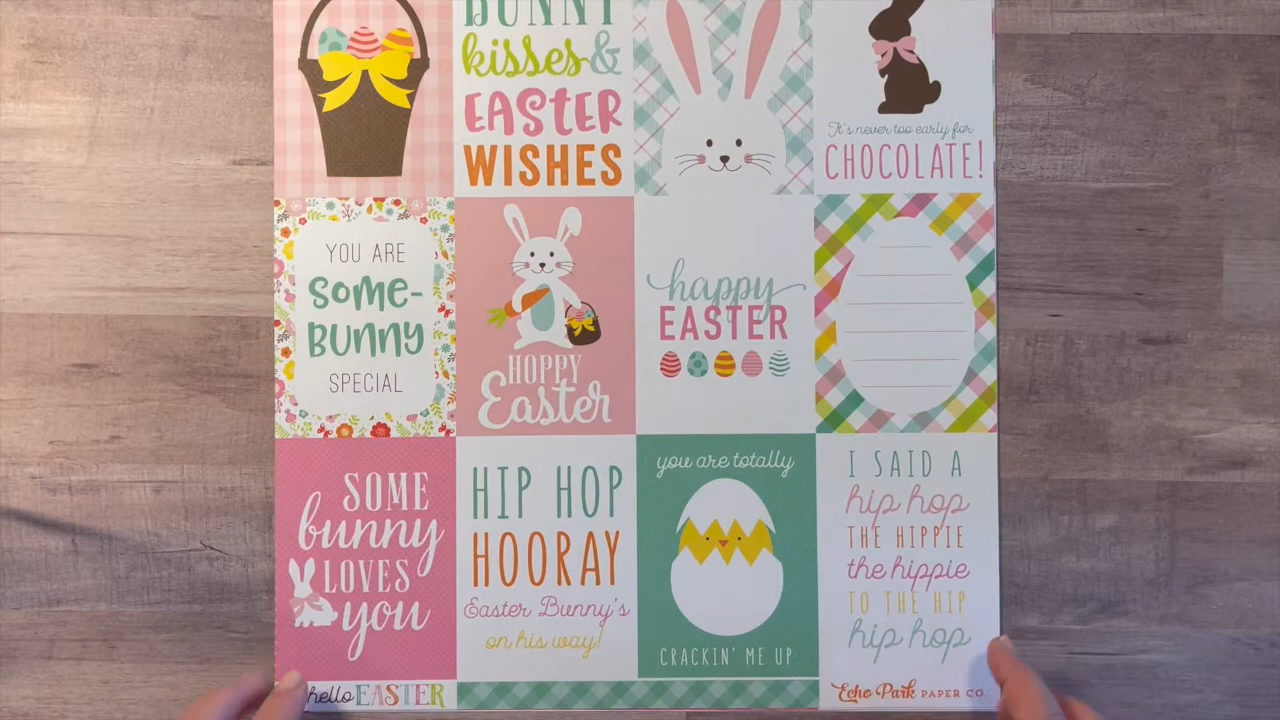 BUNNY
kisses &
EASTER
WISHES
It's never too early for
CHOCOLATE!
YOU ARE
some-
BUNNY
SPECIAL
HOPPY
Easter
happy
EASTER
SOME
bunny
LOVES
you
HIP HOP
HOORAY
Easter Bunny's
on his way!
you are totally
CRACKIN' ME UP
I SAID A
hip hop
THE HIPPIE
the hippie
TO THE HIP
hip hop
hello EASTER
Echo Park PAPER CO.